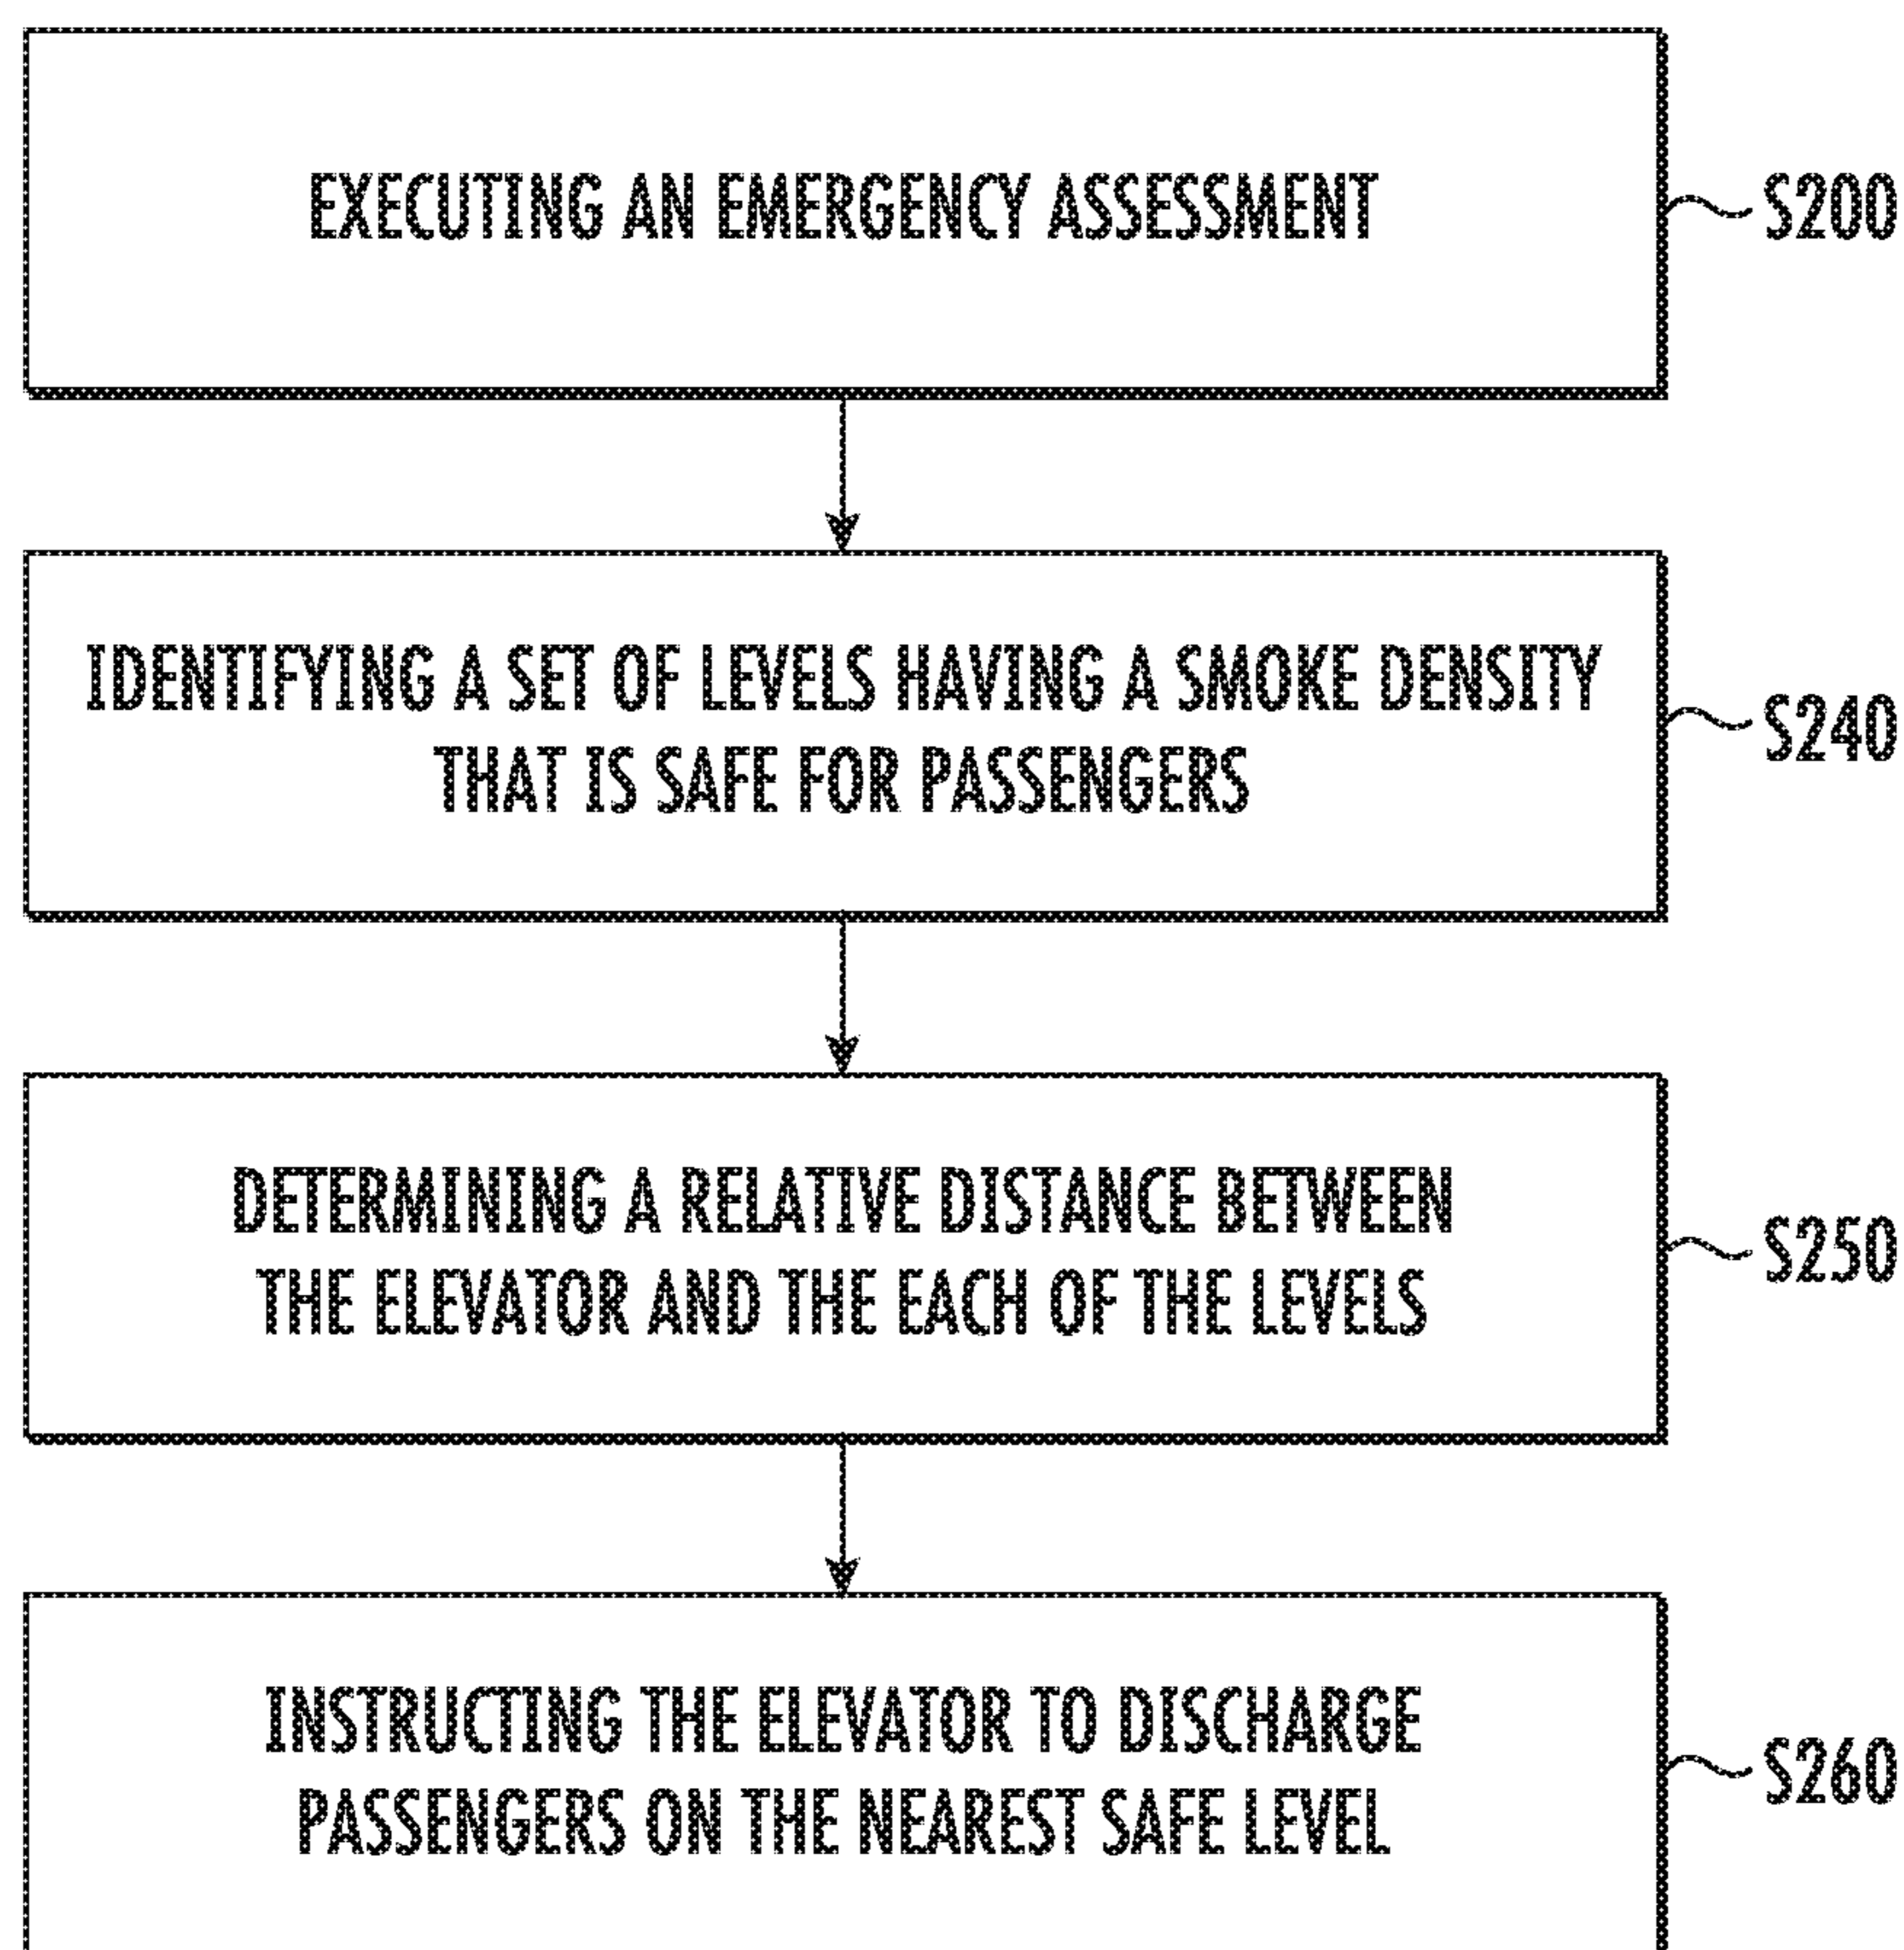 EXECUTING AN EMERGENCY ASSESSMENT
S200
IDENTIFYING A SET OF LEVELS HAVING A SMOKE DENSITY
THAT IS SAFE FOR PASSENGERS
S240
DETERMINING A RELATIVE DISTANCE BETWEEN
THE ELEVATOR AND THE EACH OF THE LEVELS
S250
INSTRUCTING THE ELEVATOR TO DISCHARGE
PASSENGERS ON THE NEAREST SAFE LEVEL
S260